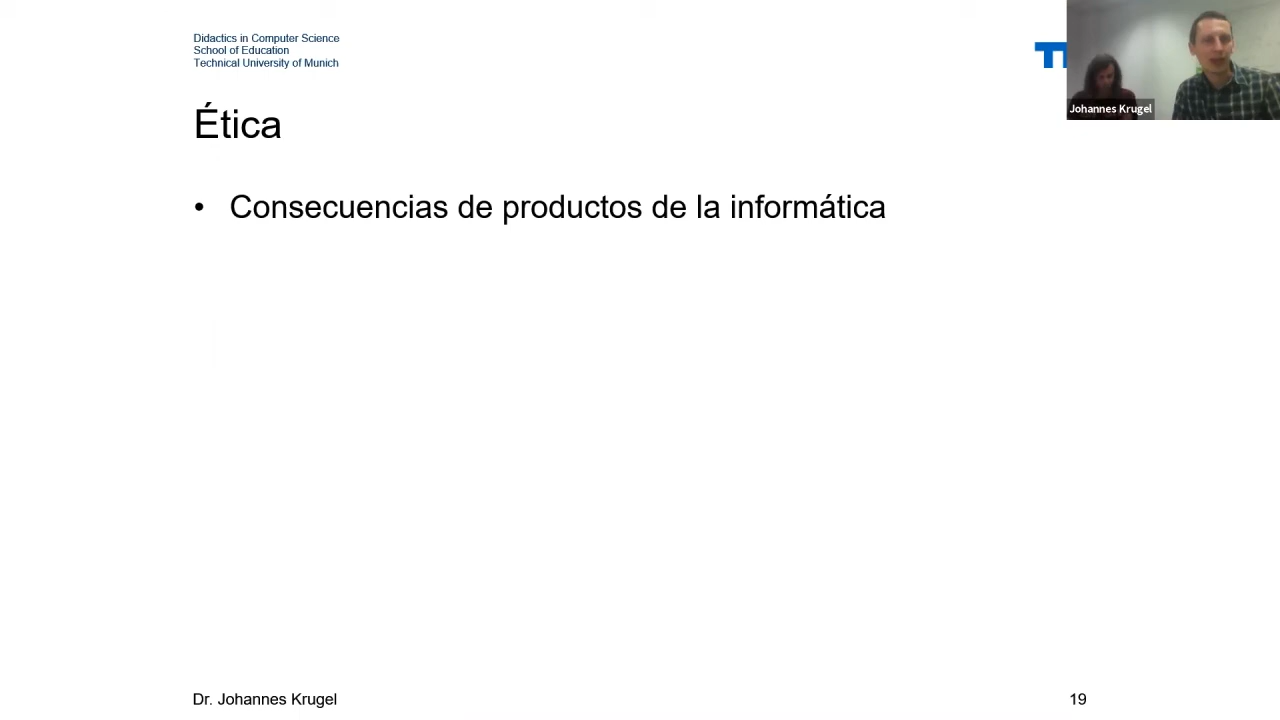 Didactics in Computer Science
School of Education
Technical University of Munich
Johannes Krugel
Ética
• Consecuencias de productos de la informática
Dr. Johannes Krugel
19